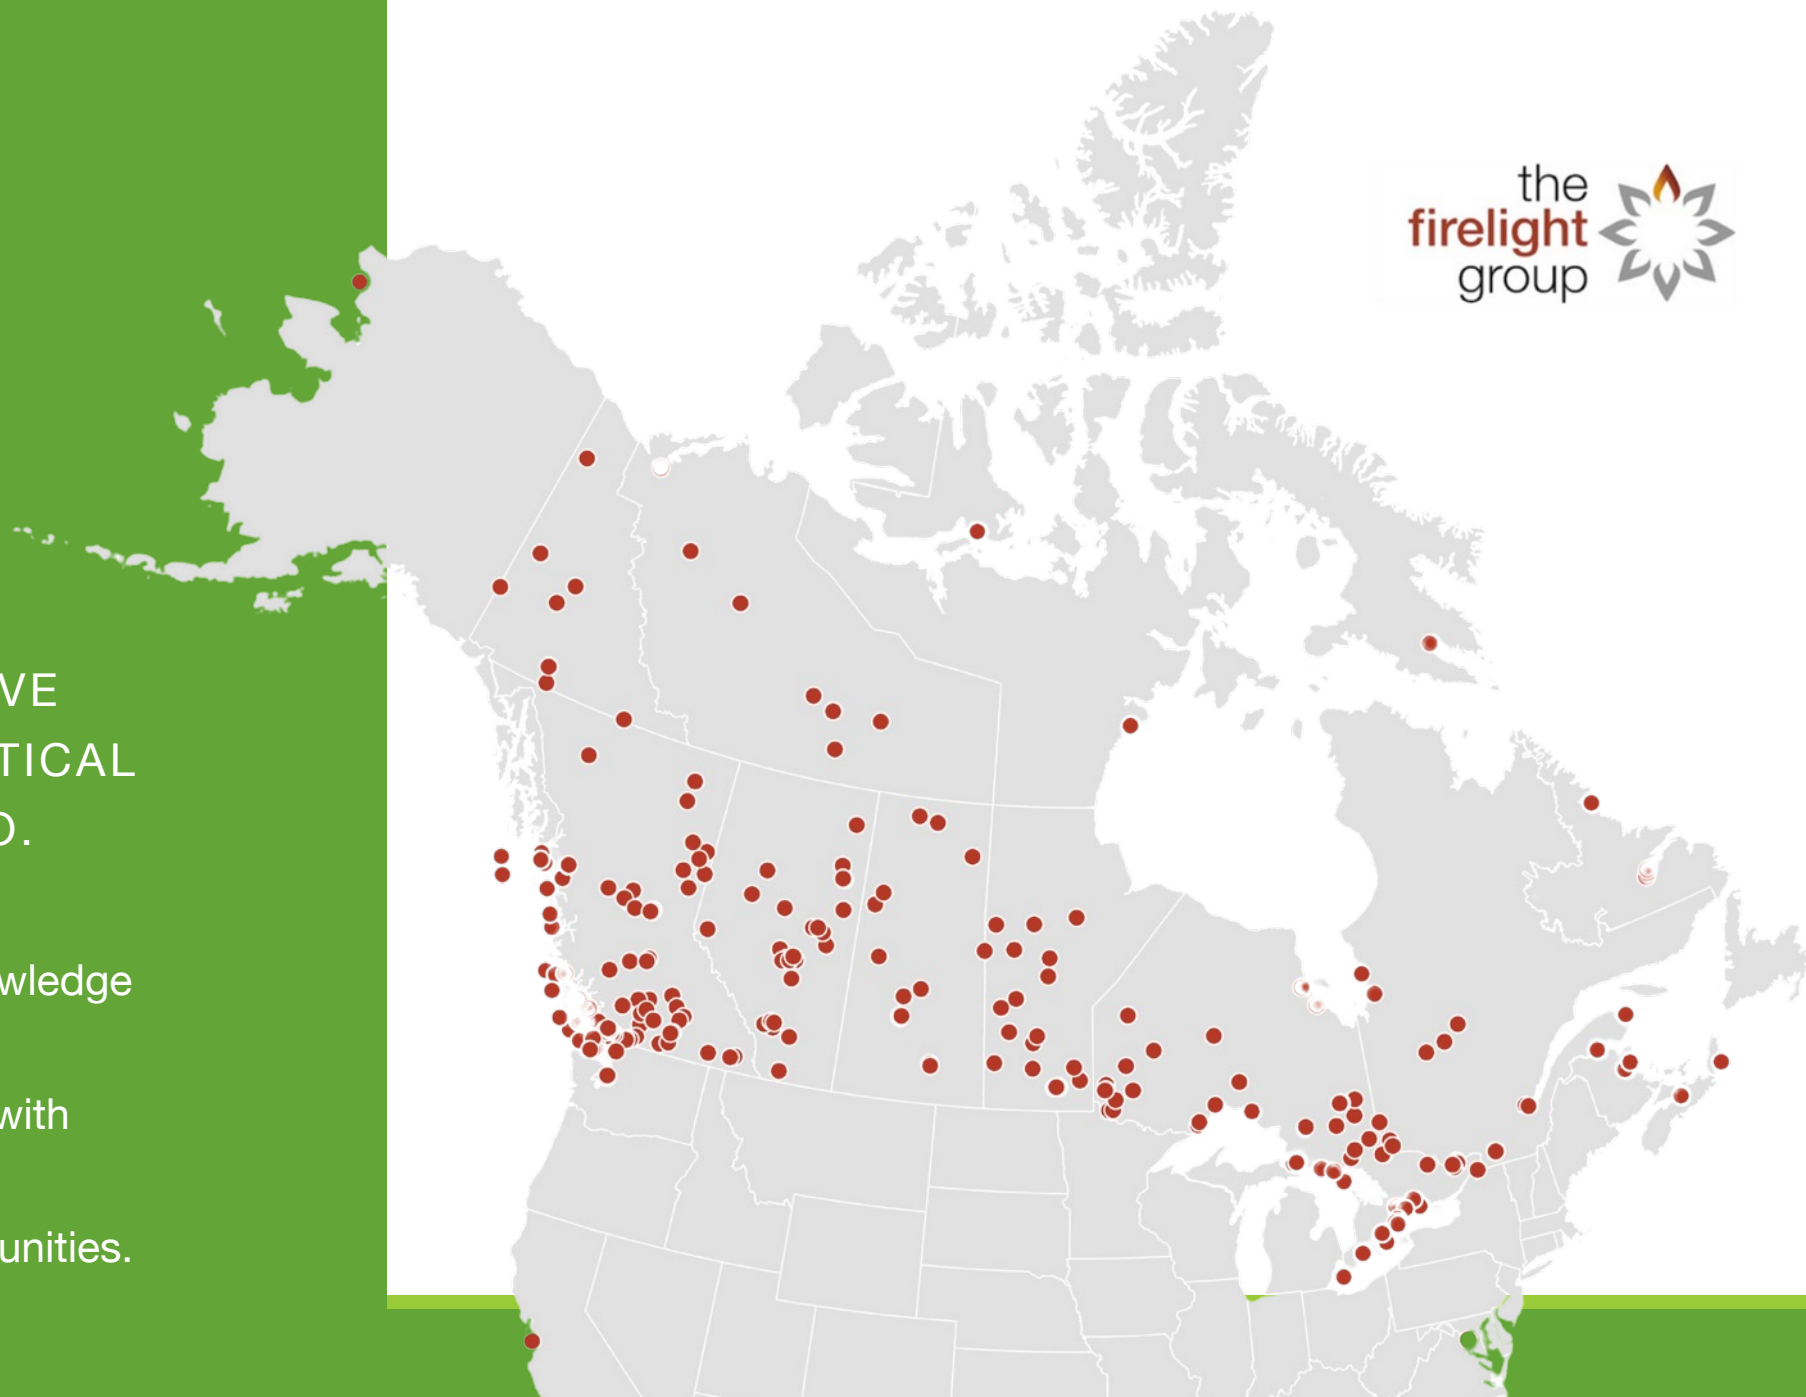 VE
TICAL
D.
wledge
with
unities.
the
firelight
group